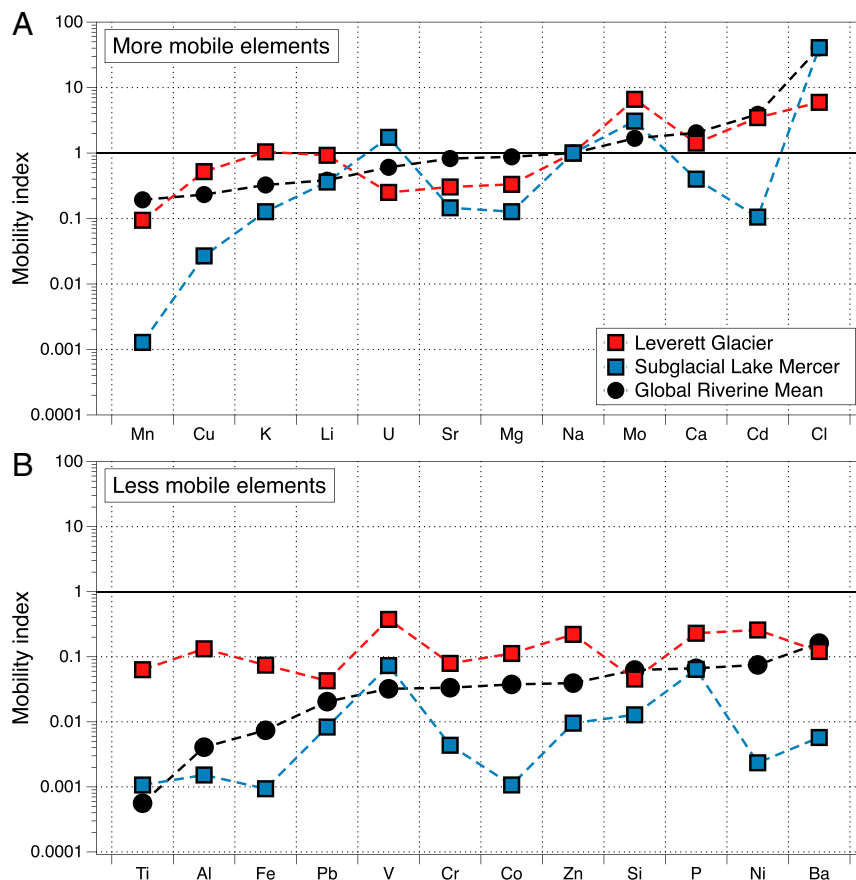 A
More mobile elements
Mobility index
100
10
1
0.1
0.01
0.001
0.0001
Leverett Glacier
Subglacial Lake Mercer
Global Riverine Mean
Mn Cu K Li U Sr Mg Na Mo Ca Cd Cl
B
Less mobile elements
Mobility index
100
10
1
0.1
0.01
0.001
0.0001
Ti Al Fe Pb V Cr Co Zn Si P Ni Ba